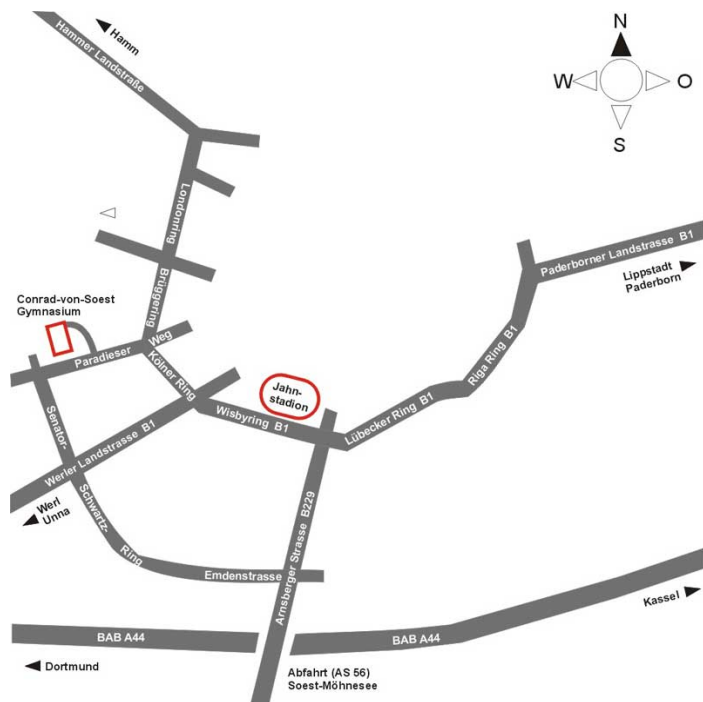 N
W
O
S
Hamm
Hammer Landstraße
Londonring
Brüggering
Paderborner Landstrasse B1
Lippstadt
Paderborn
Conrad-von-Soest
Gymnasium
Paradieser Weg
Kölner Ring
Riga Ring B1
Jahn-
stadion
Wisbyring B1
Lübecker Ring B1
Senator-
Schwartz-
Ring
Werler Landstrasse B1
Werl
Unna
Arnsberger Strasse B229
Emdenstrasse
Kassel
BAB A44
BAB A44
Dortmund
Abfahrt (AS 56)
Soest-Möhnesee